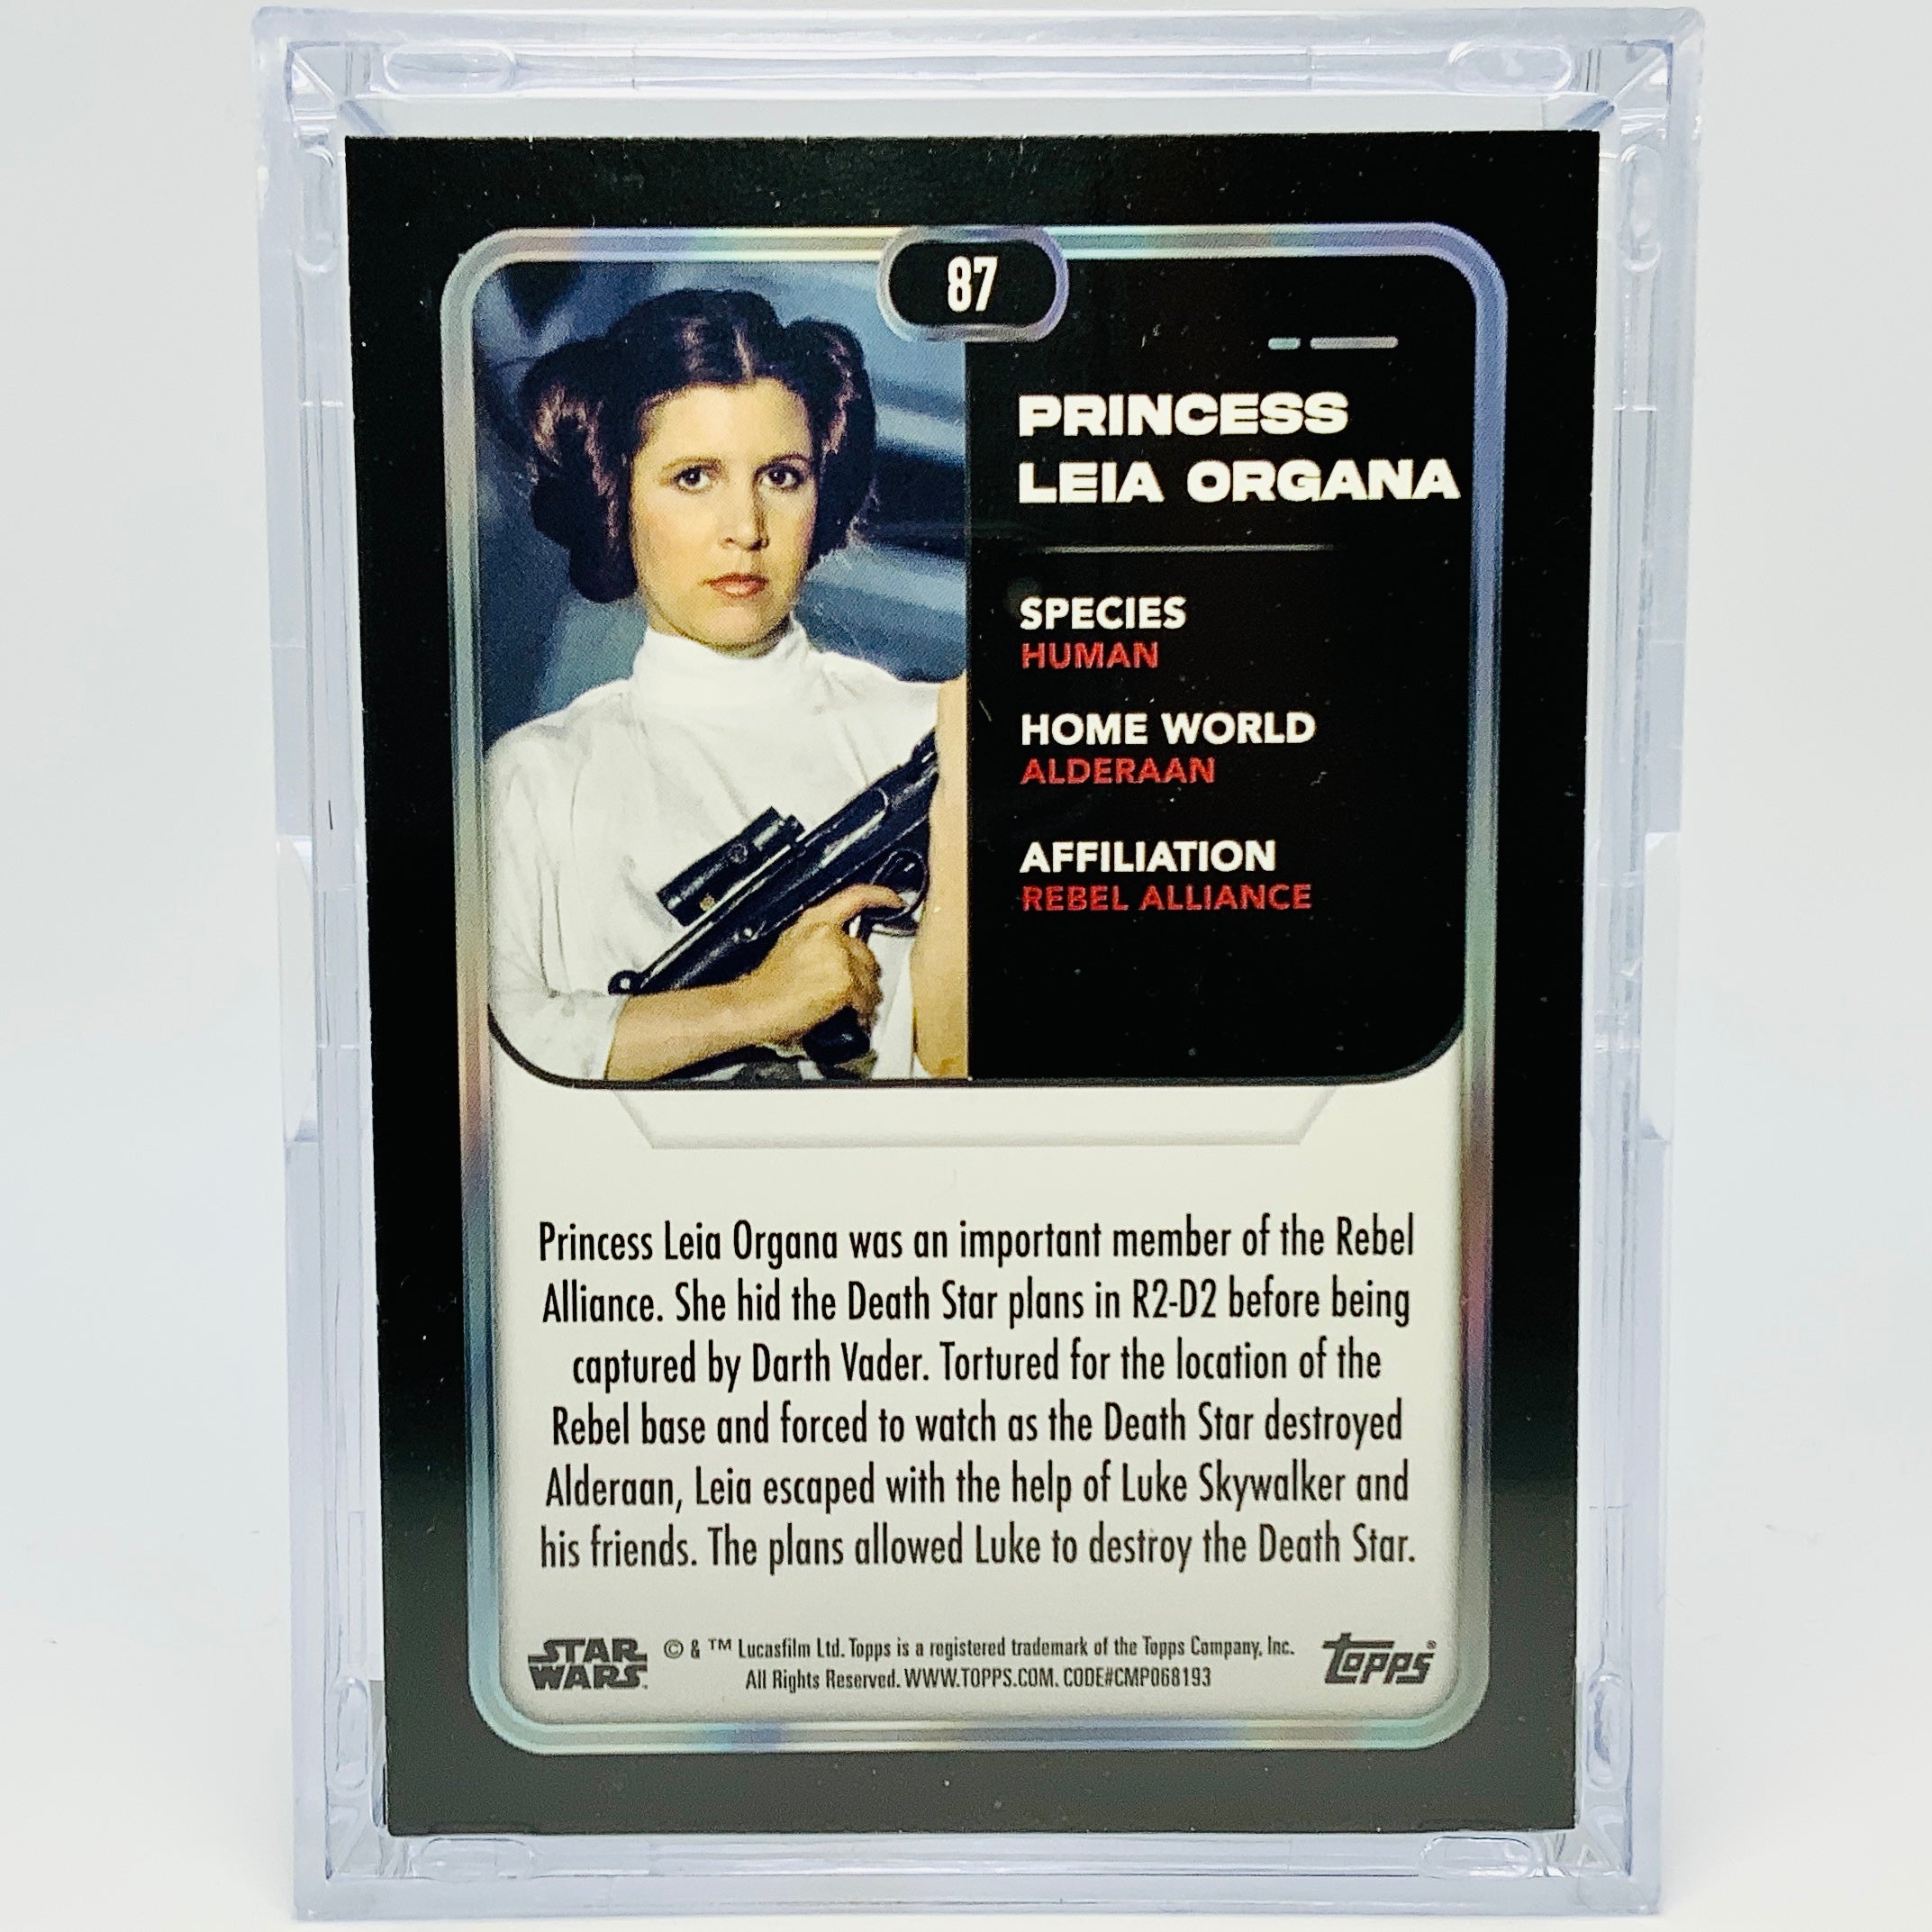 87
PRINCESS
LEIA ORGANA
SPECIES
HUMAN
HOME WORLD
ALDERAAN
AFFILIATION
REBEL ALLIANCE
Princess Leia Organa was an important member of the Rebel
Alliance. She hid the Death Star plans in R2-D2 before being
captured by Darth Vader. Tortured for the location of the
Rebel base and forced to watch as the Death Star destroyed
Alderaan, Leia escaped with the help of Luke Skywalker and
his friends. The plans allowed Luke to destroy the Death Star.
STAR
WARS
© & ™ Lucasfilm Ltd. Topps is a registered trademark of the Topps Company, Inc.
All Rights Reserved. WWW.TOPPS.COM. CODE#CMP068193
Topps®